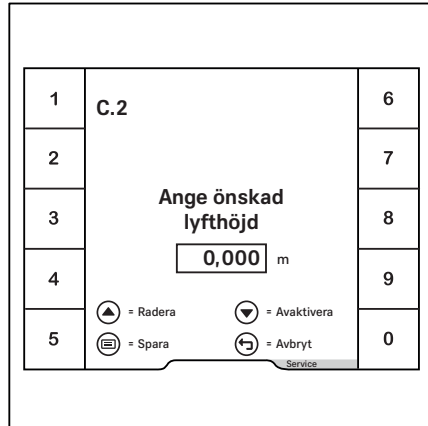 1
6
C.2
2
7
Ange önskad
lyfthöjd
3
8
0,000 m
4
9
= Radera
= Avaktivera
5
= Spara
= Avbryt
0
Service